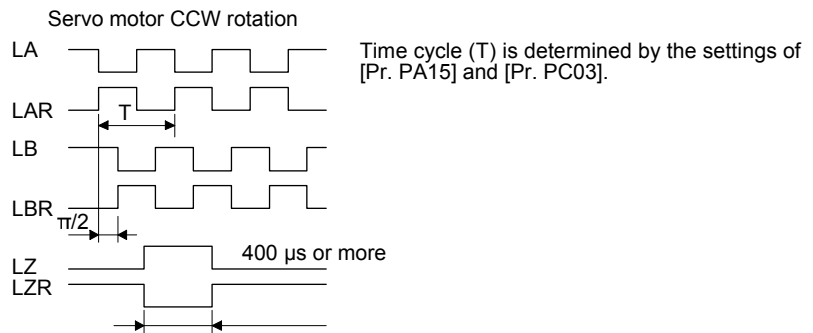 Servo motor CCW rotation
LA
Time cycle (T) is determined by the settings of
[Pr. PA15] and [Pr. PC03].
LAR
T
LB
LBR
π/2
400 μs or more
LZ
LZR